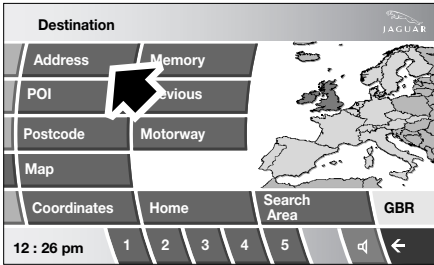 Destination
JAGUAR
Address Memory
POI evious
Postcode Motorway
Map
Coordinates Home Search Area GBR
12 : 26 pm 1 2 3 4 5